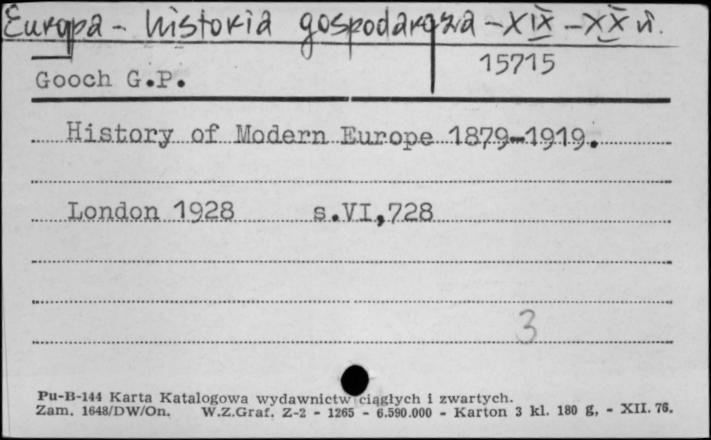 Europa - historia gospodarcza - XIX - XX w.
15715
Gooch G.P.
History of Modern Europe 1879-1919.
London 1928 s.VI,728
3
Pu-B-144 Karta Katalogowa wydawnictw ciągłych i zwartych.
Zam. 1648/DW/On. W.Z.Graf. Z-2 - 1265 - 6.590.000 - Karton 3 kl. 180 g, - XII. 76.